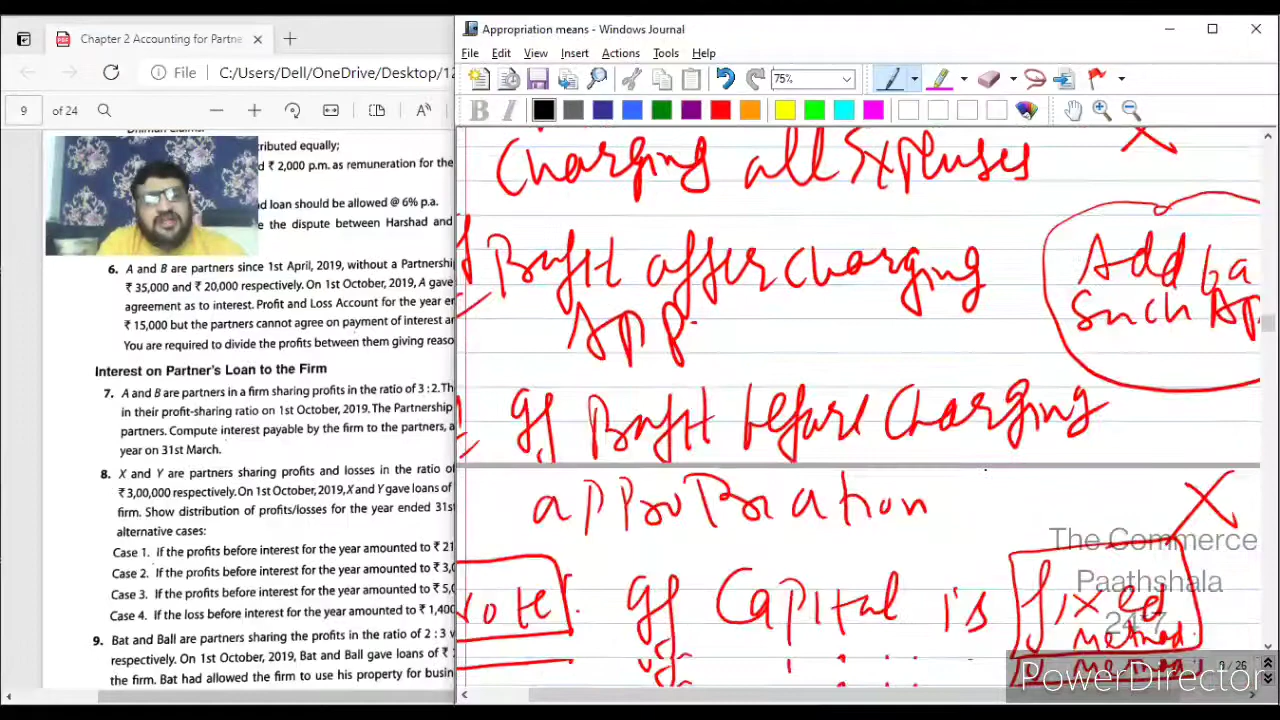 Chapter 2 Accounting for Partne
File
C:/Users/Dell/OneDrive/Desktop/12
9 of 24
Dhiman Claims:
tributed equally;
d ₹ 2,000 p.m. as remuneration for the
d loan should be allowed @ 6% p.a.
e the dispute between Harshad and
6. A and B are partners since 1st April, 2019, without a Partnership
₹ 35,000 and ₹ 20,000 respectively. On 1st October, 2019, A gave
agreement as to interest. Profit and Loss Account for the year e
₹ 15,000 but the partners cannot agree on payment of interest an
You are required to divide the profits between them giving reaso
Interest on Partner's Loan to the Firm
7. A and B are partners in a firm sharing profits in the ratio of 3 : 2. Th
in their profit-sharing ratio on 1st October, 2019. The Partnership
partners. Compute interest payable by the firm to the partners, a
year on 31st March.
8. X and Y are partners sharing profits and losses in the ratio of
₹ 3,00,000 respectively. On 1st October, 2019, X and Y gave loans of
firm. Show distribution of profits/losses for the year ended 31s
alternative cases:
Case 1. If the profits before interest for the year amounted to ₹ 21
Case 2. If the profits before interest for the year amounted to ₹ 3,0
Case 3. If the profits before interest for the year amounted to ₹ 5,0
Case 4. If the loss before interest for the year amounted to ₹ 1,400
9. Bat and Ball are partners sharing the profits in the ratio of 2 : 3 w
respectively. On 1st October, 2019, Bat and Ball gave loans of ₹
the firm. Bat had allowed the firm to use his property for busin
Appropriation means - Windows Journal
File Edit View Insert Actions Tools Help
75%
Charging all Expenses
Profit after charging
App
Add ba
Such Ap
If Profit before charging
appropriation
Note: If Capital is fixed
method
The Commerce
Paathshala
24*7
9 / 26
PowerDirector